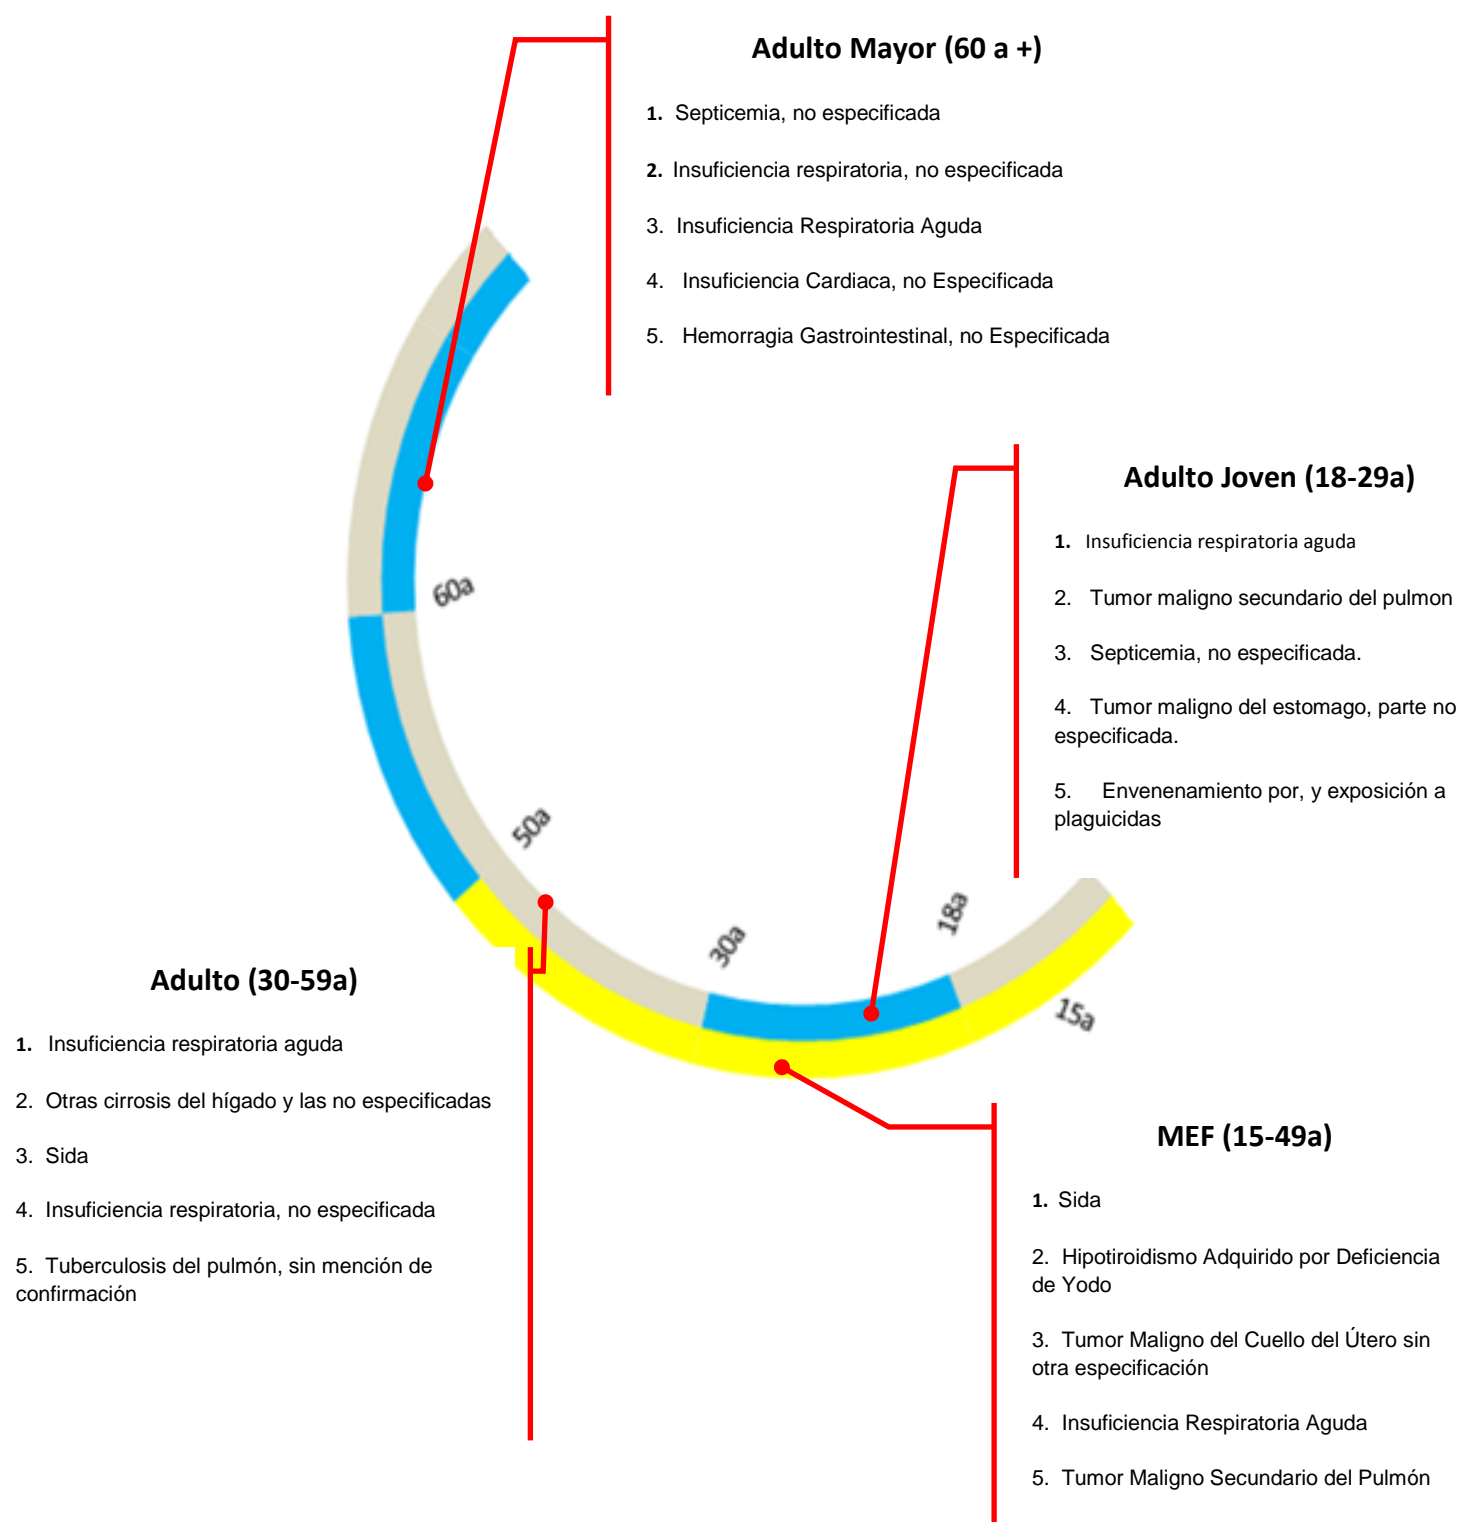 Adulto Mayor (60 a +)
1. Septicemia, no especificada
2. Insuficiencia respiratoria, no especificada
3. Insuficiencia Respiratoria Aguda
4. Insuficiencia Cardiaca, no Especificada
5. Hemorragia Gastrointestinal, no Especificada
Adulto Joven (18-29a)
1. Insuficiencia respiratoria aguda
2. Tumor maligno secundario del pulmon
3. Septicemia, no especificada.
4. Tumor maligno del estomago, parte no
especificada.
5. Envenenamiento por, y exposición a
plaguicidas
60a
50a
30a
18a
15a
Adulto (30-59a)
1. Insuficiencia respiratoria aguda
2. Otras cirrosis del hígado y las no especificadas
3. Sida
4. Insuficiencia respiratoria, no especificada
5. Tuberculosis del pulmón, sin mención de
confirmación
MEF (15-49a)
1. Sida
2. Hipotiroidismo Adquirido por Deficiencia
de Yodo
3. Tumor Maligno del Cuello del Útero sin
otra especificación
4. Insuficiencia Respiratoria Aguda
5. Tumor Maligno Secundario del Pulmón